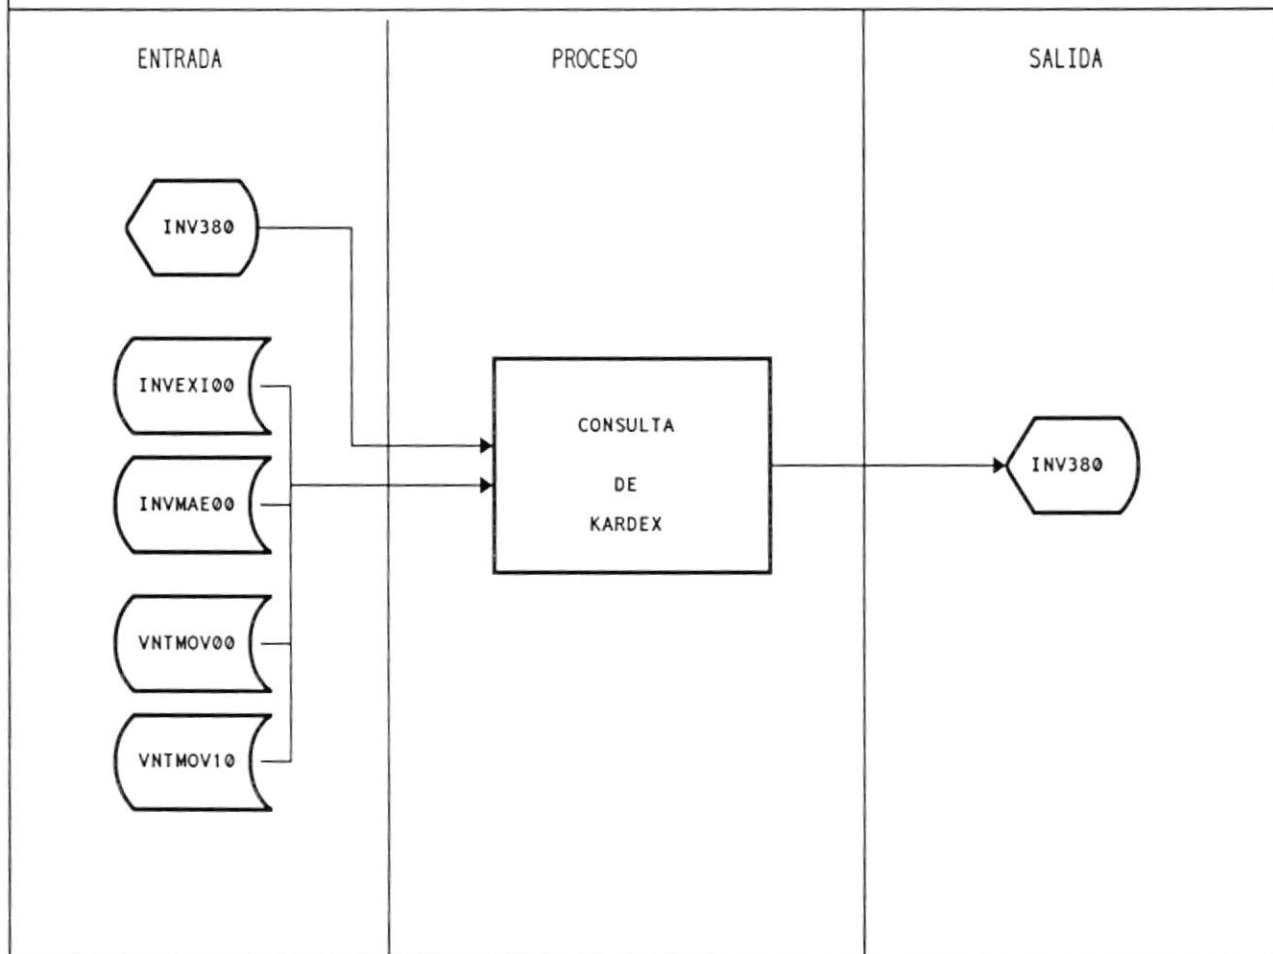 ENTRADA
PROCESO
SALIDA
INV380
INVEXI00
INVMAE00
VNTMOV00
VNTMOV10
CONSULTA
DE
KARDEX
INV380